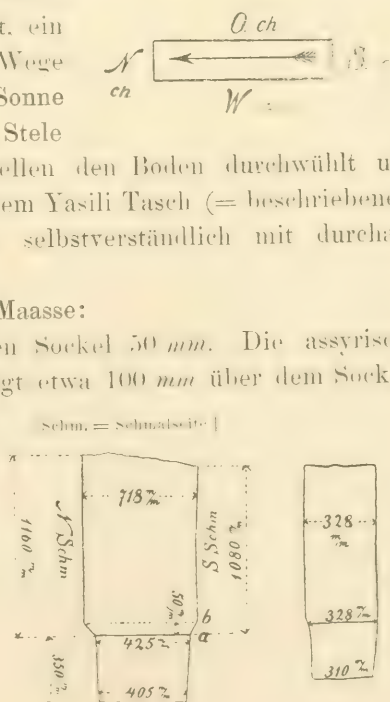 t. ein
Wege
Sonne
Stele
O. ch
N
ch
S
W
ellen den Boden durchwühlt u
em Yasili Tasch (= beschriebene
selbstverständlich mit durcha
Maasse:
en Sockel 50 mm. Die assyrisc
gt etwa 100 mm über dem Sock
Schm. = Schmalseite
718 m/m
328 m/m
N Schm
1160 m
S Schm
1080
50 m
b
a
425
328
350 m
405
310